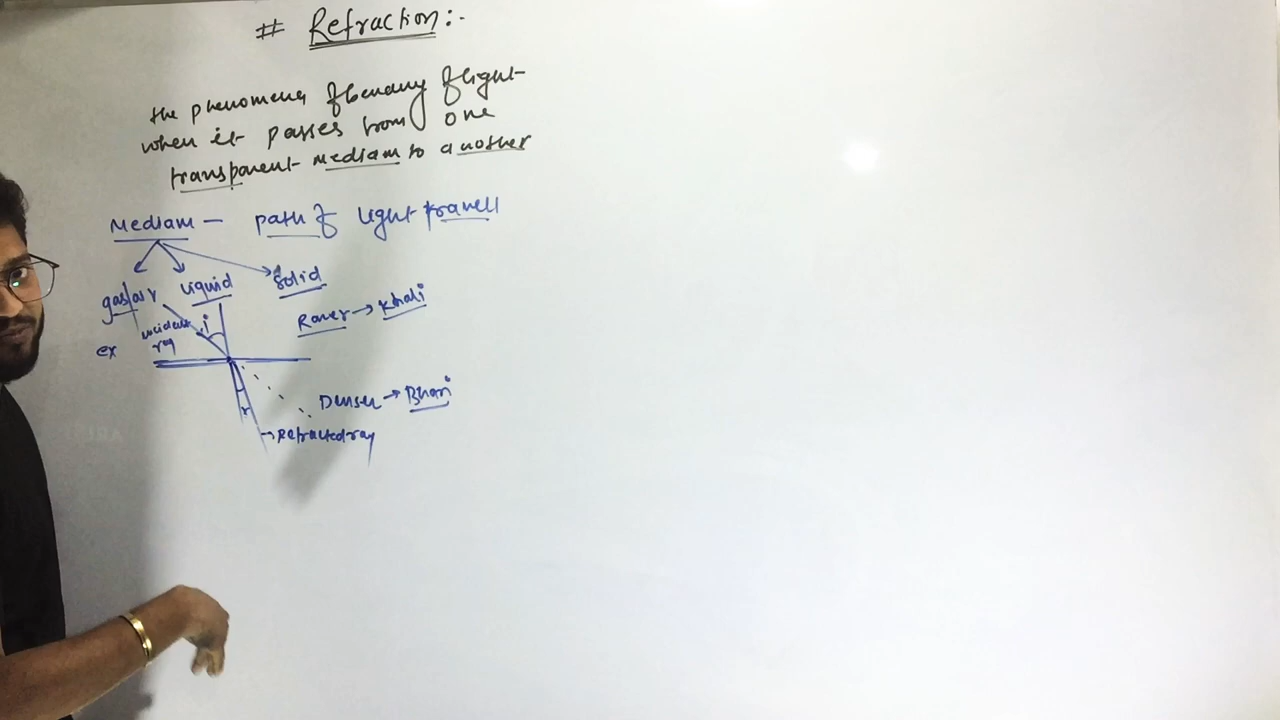 # Refraction:-
the phenomena of bending of light
when it passes from one
transparent medium to another
Medium - path of light travell
gas/air liquid solid
Rarer → Khali
ex incident ray i
Denser → Bhari
r
→ Refracted ray